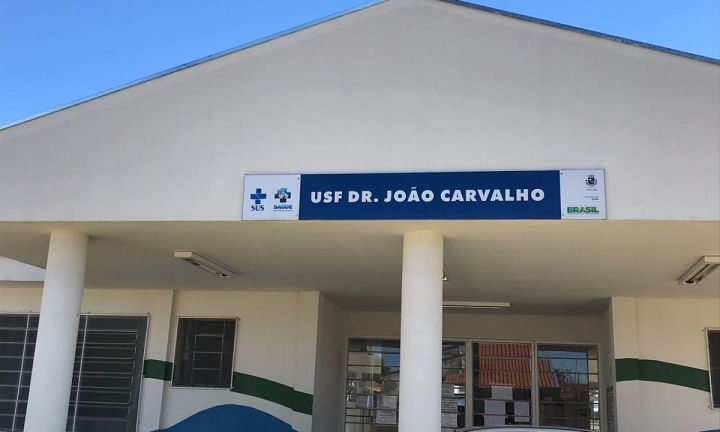 SUS
SAÚDE
USF DR. JOÃO CARVALHO
BRASIL